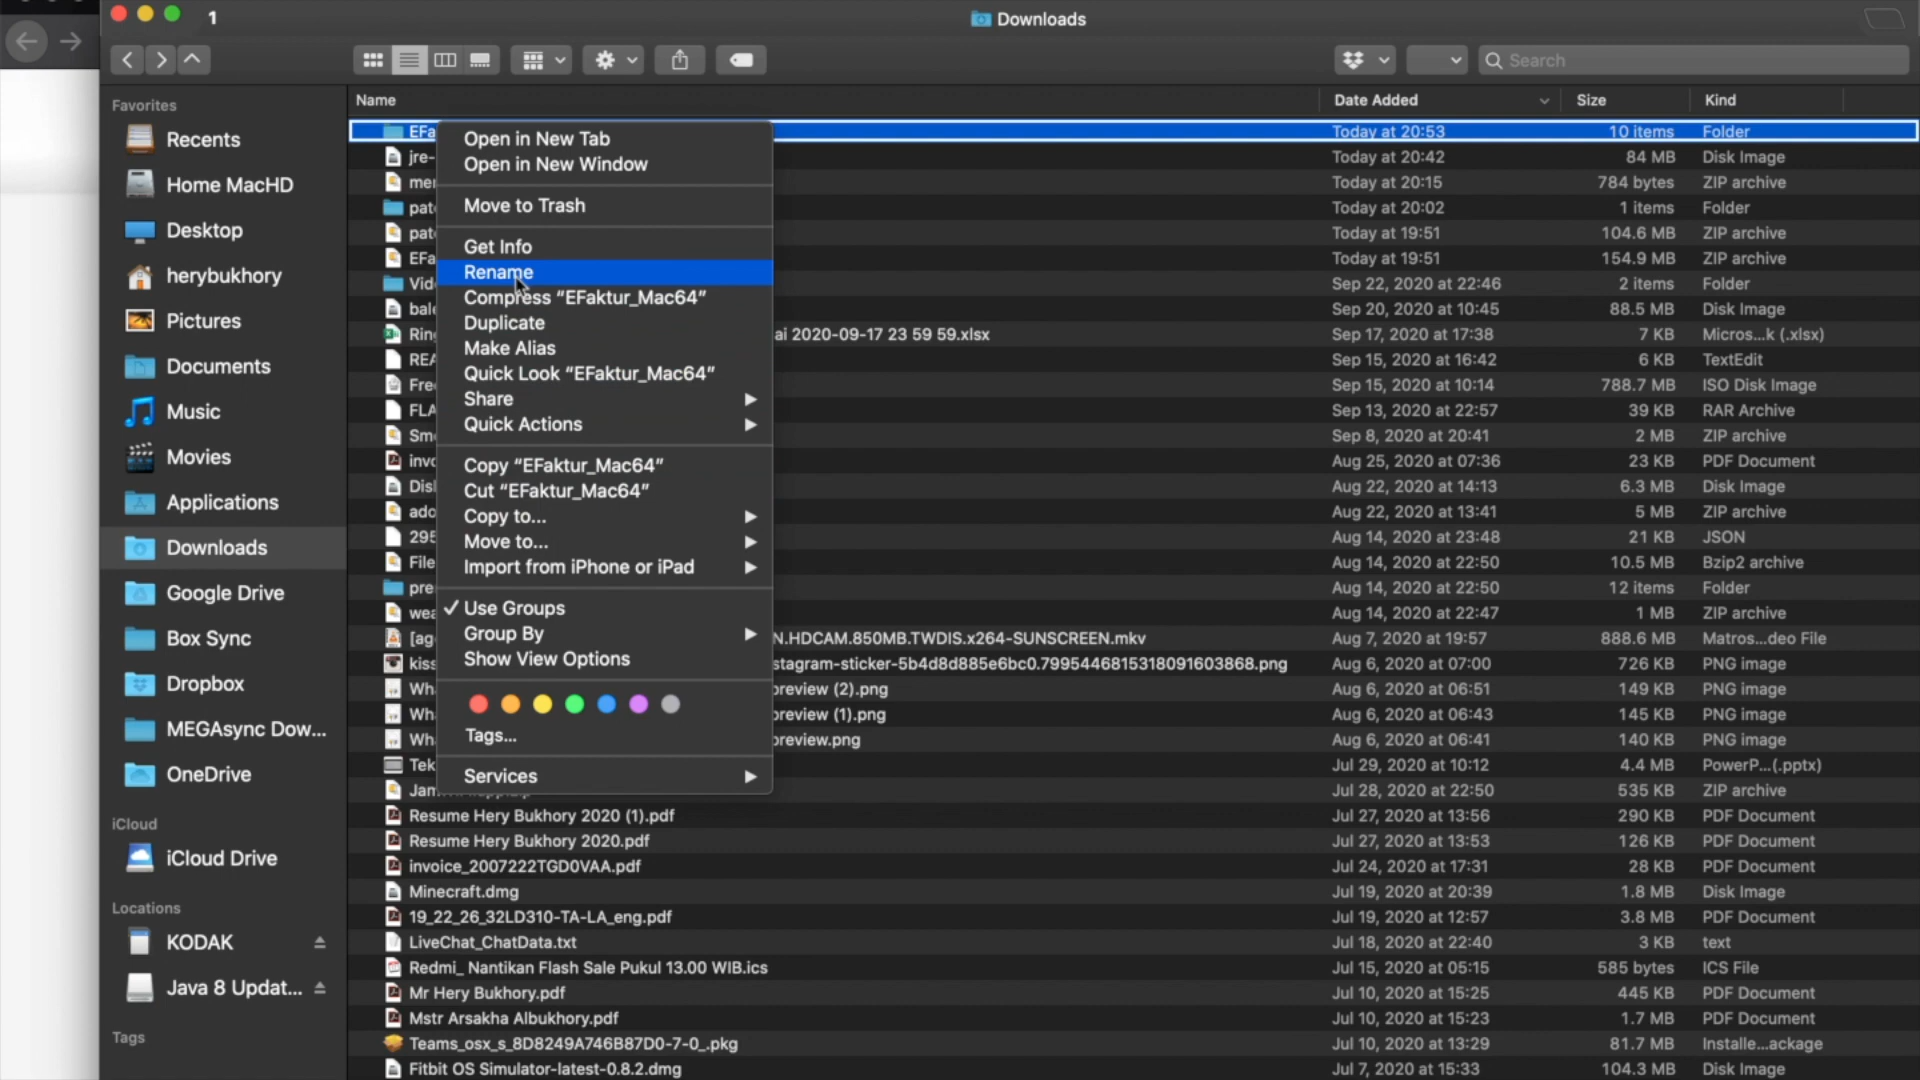 1
Downloads
Search
Favorites
Recents
Home MacHD
Desktop
herybukhory
Pictures
Documents
Music
Movies
Applications
Downloads
Google Drive
Box Sync
Dropbox
MEGAsync Dow...
OneDrive
iCloud
iCloud Drive
Locations
KODAK
Java 8 Updat...
Tags
Name Date Added Size Kind
EFa Today at 20:53 10 items Folder
jre- Today at 20:42 84 MB Disk Image
mer Today at 20:15 784 bytes ZIP archive
pat Today at 20:02 1 items Folder
pat Today at 19:51 104.6 MB ZIP archive
EFa Today at 19:51 154.9 MB ZIP archive
Vid Sep 22, 2020 at 22:46 2 items Folder
bal Sep 20, 2020 at 10:45 88.5 MB Disk Image
Rin ai 2020-09-17 23 59 59.xlsx Sep 17, 2020 at 17:38 7 KB Micros...k (.xlsx)
REA Sep 15, 2020 at 16:42 6 KB TextEdit
Fre Sep 15, 2020 at 10:14 788.7 MB ISO Disk Image
FLA Sep 13, 2020 at 22:57 39 KB RAR Archive
Sm Sep 8, 2020 at 20:41 2 MB ZIP archive
invo Aug 25, 2020 at 07:36 23 KB PDF Document
Disk Aug 22, 2020 at 14:13 6.3 MB Disk Image
ado Aug 22, 2020 at 13:41 5 MB ZIP archive
295 Aug 14, 2020 at 23:48 21 KB JSON
File Aug 14, 2020 at 22:50 10.5 MB Bzip2 archive
pre Aug 14, 2020 at 22:50 12 items Folder
wea Aug 14, 2020 at 22:47 1 MB ZIP archive
[ag N.HDCAM.850MB.TWDIS.x264-SUNSCREEN.mkv Aug 7, 2020 at 19:57 888.6 MB Matros...deo File
kiss stagram-sticker-5b4d8d885e6bc0.7995446815318091603868.png Aug 6, 2020 at 07:00 726 KB PNG image
Wh preview (2).png Aug 6, 2020 at 06:51 149 KB PNG image
Wh preview (1).png Aug 6, 2020 at 06:43 145 KB PNG image
Wh preview.png Aug 6, 2020 at 06:41 140 KB PNG image
Tek Jul 29, 2020 at 10:12 4.4 MB PowerP...(.pptx)
Jul 28, 2020 at 22:50 535 KB ZIP archive
Resume Hery Bukhory 2020 (1).pdf Jul 27, 2020 at 13:56 290 KB PDF Document
Resume Hery Bukhory 2020.pdf Jul 27, 2020 at 13:53 126 KB PDF Document
invoice_2007222TGD0VAA.pdf Jul 24, 2020 at 17:31 28 KB PDF Document
Minecraft.dmg Jul 19, 2020 at 20:39 1.8 MB Disk Image
19_22_26_32LD310-TA-LA_eng.pdf Jul 19, 2020 at 12:57 3.8 MB PDF Document
LiveChat_ChatData.txt Jul 18, 2020 at 22:40 3 KB text
Redmi_ Nantikan Flash Sale Pukul 13.00 WIB.ics Jul 15, 2020 at 05:15 585 bytes ICS File
Mr Hery Bukhory.pdf Jul 10, 2020 at 15:25 445 KB PDF Document
Mstr Arsakha Albukhory.pdf Jul 10, 2020 at 15:23 1.7 MB PDF Document
Teams_osx_s_8D8249A746B87D0-7-0_.pkg Jul 10, 2020 at 13:29 81.7 MB Installe...ackage
Fitbit OS Simulator-latest-0.8.2.dmg Jul 7, 2020 at 15:33 104.3 MB Disk Image
Open in New Tab
Open in New Window
Move to Trash
Get Info
Rename
Compress “EFaktur_Mac64”
Duplicate
Make Alias
Quick Look “EFaktur_Mac64”
Share
Quick Actions
Copy “EFaktur_Mac64”
Cut “EFaktur_Mac64”
Copy to...
Move to...
Import from iPhone or iPad
Use Groups
Group By
Show View Options
Tags...
Services